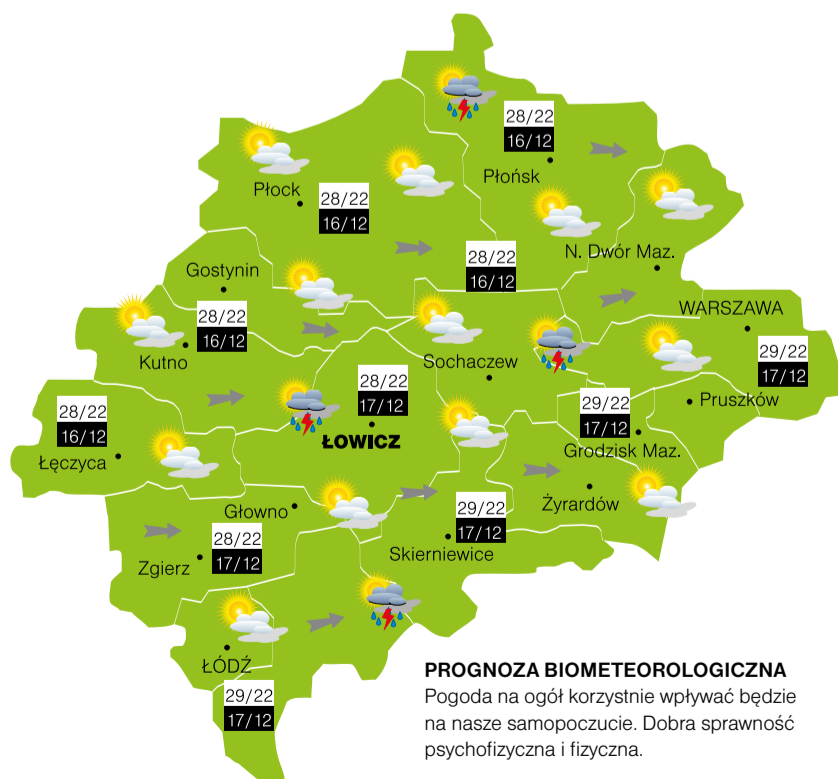 28/22
16/12
Płońsk
Płock
28/22
16/12
28/22
16/12
N. Dwór Maz.
Gostynin
28/22
16/12
Kutno
WARSZAWA
29/22
17/12
Sochaczew
28/22
17/12
ŁOWICZ
Pruszków
29/22
17/12
Grodzisk Maz.
28/22
16/12
Łęczyca
Żyrardów
Głowno
29/22
17/12
Skierniewice
28/22
17/12
Zgierz
ŁÓDŹ
29/22
17/12
PROGNOZA BIOMETEOROLOGICZNA
Pogoda na ogół korzystnie wpływać będzie
na nasze samopoczucie. Dobra sprawność
psychofizyczna i fizyczna.